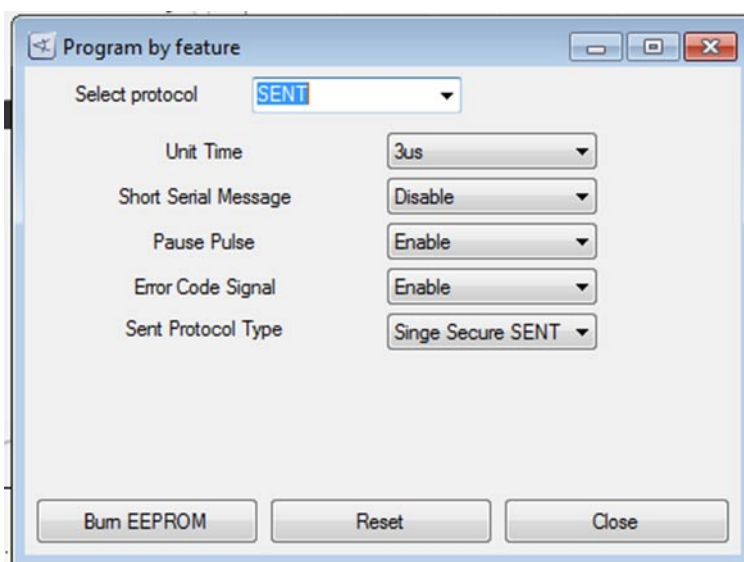 Program by feature
Select protocol SENT
Unit Time 3us
Short Serial Message Disable
Pause Pulse Enable
Error Code Signal Enable
Sent Protocol Type Singe Secure SENT
Burn EEPROM Reset Close